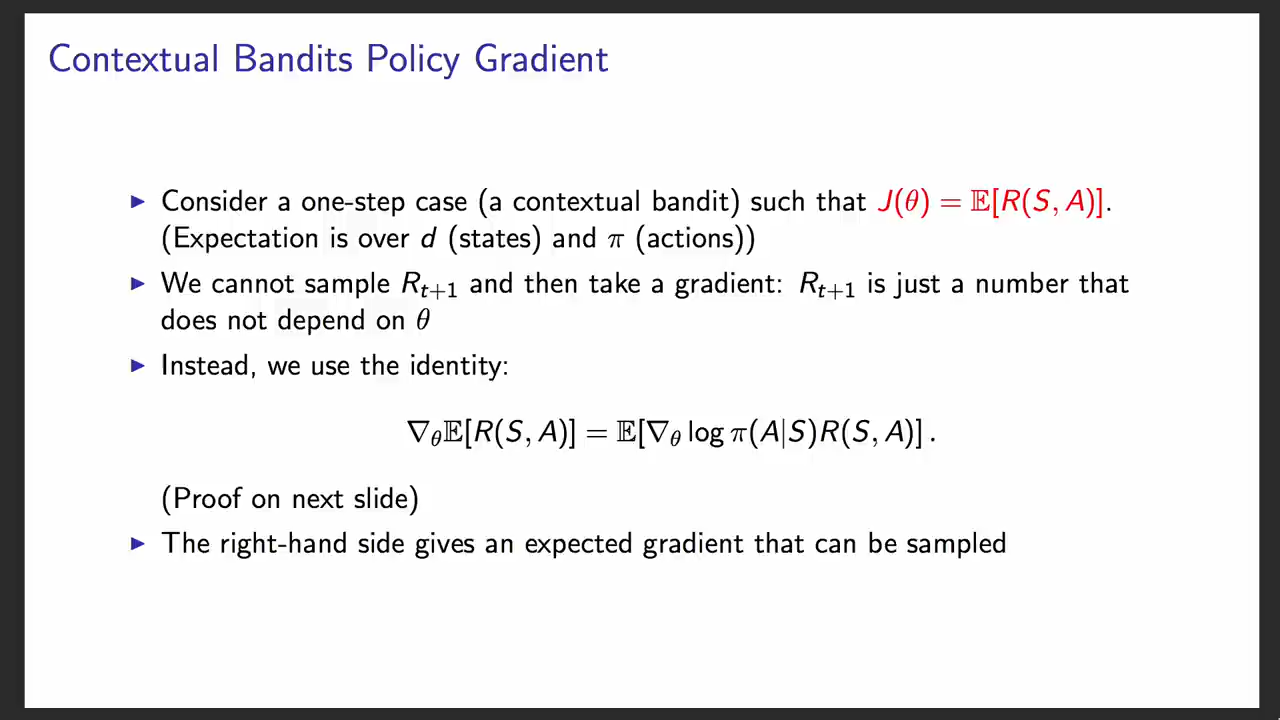 Contextual Bandits Policy Gradient
▶ Consider a one-step case (a contextual bandit) such that J(θ) = 𝔼[R(S, A)].
(Expectation is over d (states) and π (actions))
▶ We cannot sample Rₜ₊₁ and then take a gradient: Rₜ₊₁ is just a number that
does not depend on θ
▶ Instead, we use the identity:
∇_θ𝔼[R(S, A)] = 𝔼[∇_θ log π(A|S)R(S, A)] .
(Proof on next slide)
▶ The right-hand side gives an expected gradient that can be sampled